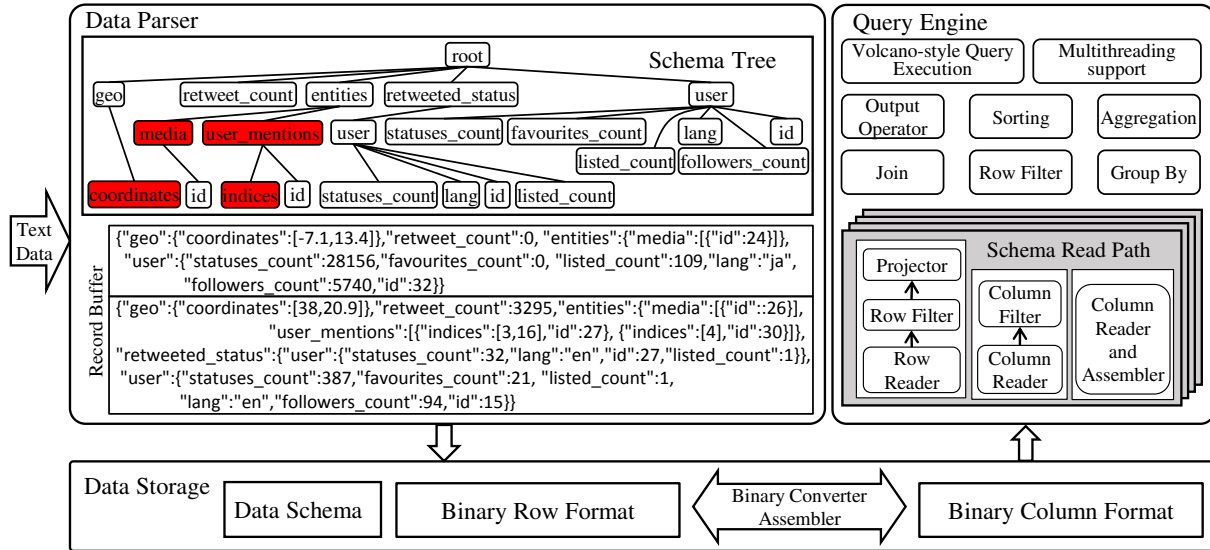 Data Parser
Schema Tree
root
geo
retweet_count
entities
retweeted_status
user
media
user_mentions
user
statuses_count
favourites_count
lang
id
listed_count
followers_count
coordinates
id
indices
id
statuses_count
lang
id
listed_count
Text
Data
Record Buffer
{"geo":{"coordinates":[-7.1,13.4]},"retweet_count":0, "entities":{"media":[{"id":24}]},
"user":{"statuses_count":28156,"favourites_count":0, "listed_count":109,"lang":"ja",
"followers_count":5740,"id":32}}
{"geo":{"coordinates":[38,20.9]},"retweet_count":3295,"entities":{"media":[{"id"::26}],
"user_mentions":[{"indices":[3,16],"id":27}, {"indices":[4],"id":30}]},
"retweeted_status":{"user":{"statuses_count":32,"lang":"en","id":27,"listed_count":1}},
"user":{"statuses_count":387,"favourites_count":21, "listed_count":1,
"lang":"en","followers_count":94,"id":15}}
Query Engine
Volcano-style Query
Execution
Multithreading
support
Output
Operator
Sorting
Aggregation
Join
Row Filter
Group By
Schema Read Path
Projector
Row Filter
Row
Reader
Column
Filter
Column
Reader
Column
Reader
and
Assembler
Data Storage
Data Schema
Binary Row Format
Binary Converter
Assembler
Binary Column Format